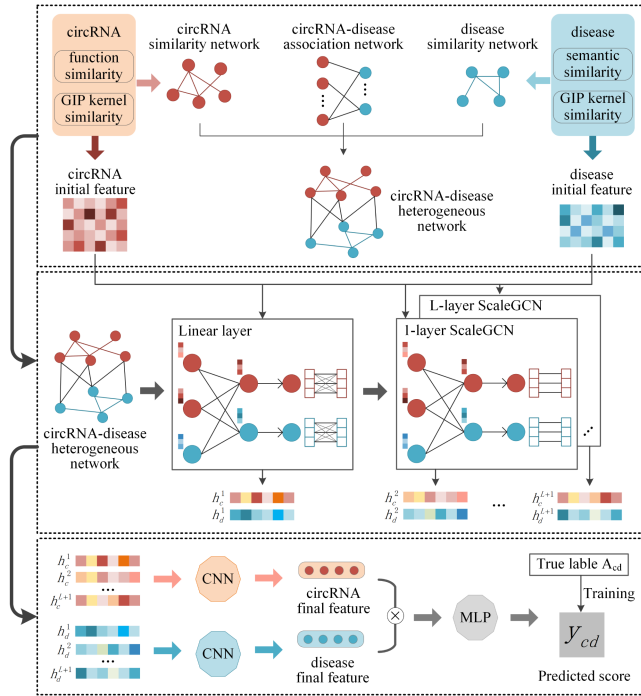 circRNA
function
similarity
GIP kernel
similarity
circRNA
similarity network
circRNA-disease
association network
disease
similarity network
disease
semantic
similarity
GIP kernel
similarity
circRNA
initial feature
circRNA-disease
heterogeneous
network
disease
initial feature
L-layer ScaleGCN
Linear layer
1-layer ScaleGCN
circRNA-disease
heterogeneous
network
h_c^1
h_d^1
h_c^2
h_d^2
...
h_c^{L+1}
h_d^{L+1}
h_c^1
h_c^2
...
h_c^{L+1}
CNN
circRNA
final feature
h_d^1
h_d^2
...
h_d^{L+1}
CNN
disease
final feature
MLP
True lable A_cd
Training
y_cd
Predicted score